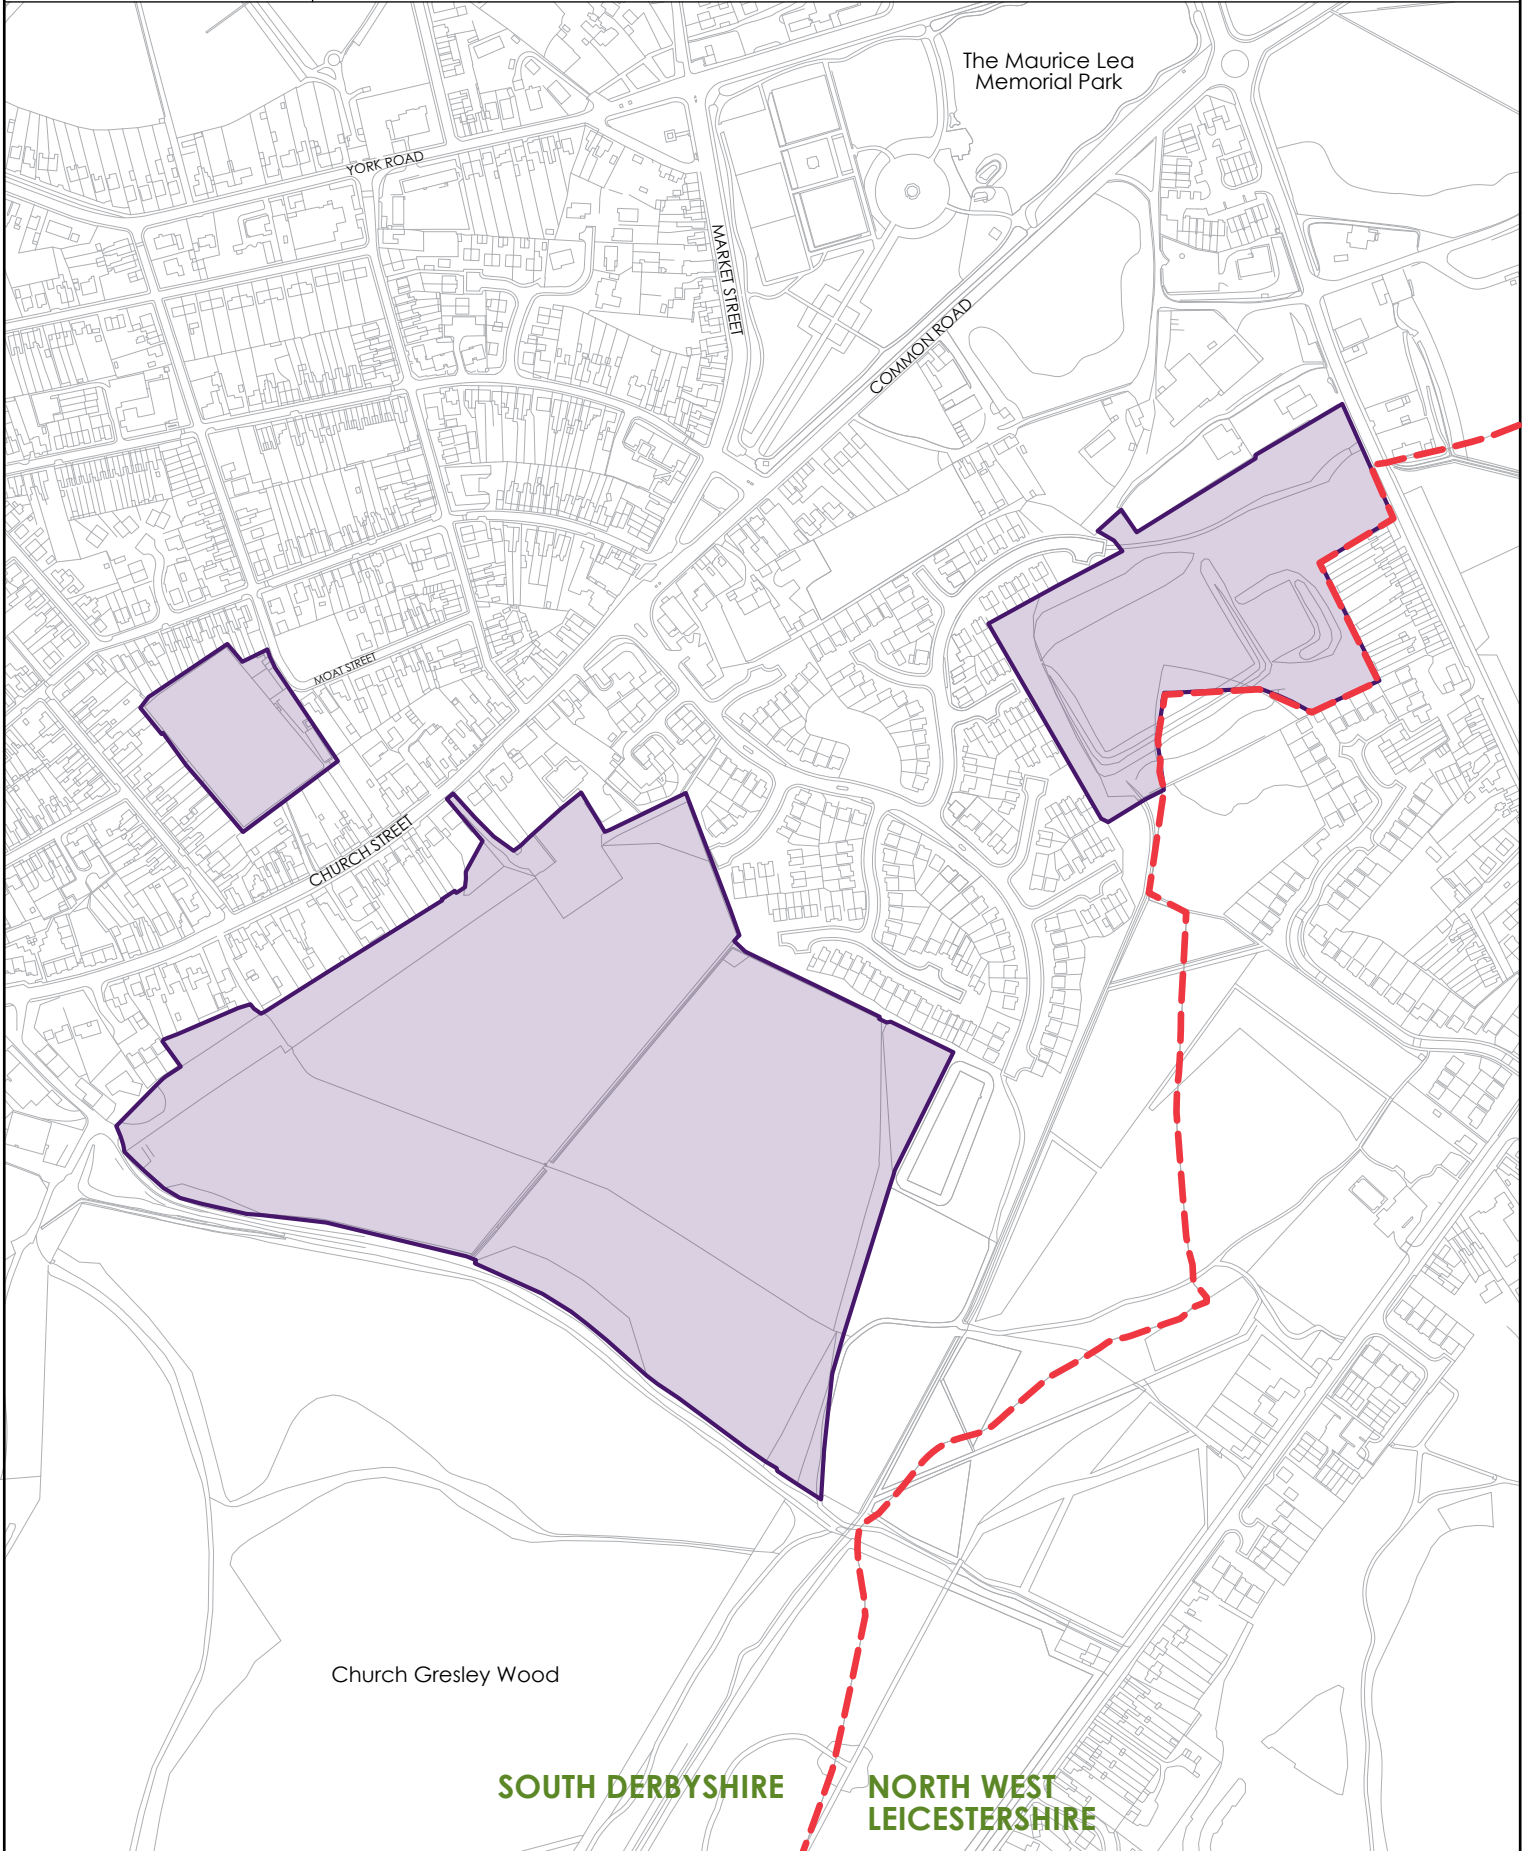 The Maurice Lea
Memorial Park
YORK ROAD
MARKET STREET
COMMON ROAD
MOAT STREET
CHURCH STREET
Church Gresley Wood
SOUTH DERBYSHIRE
NORTH WEST
LEICESTERSHIRE